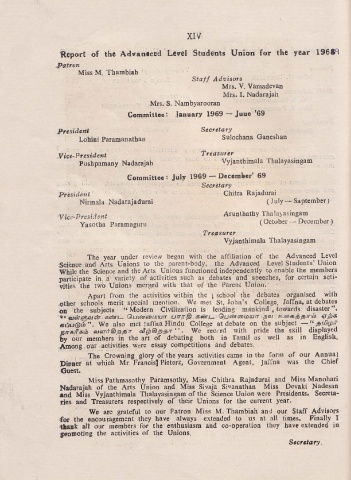 XIV
Report of the Advanced Level Students Union for the year 1969
Patron
Miss M. Thambiah
Staff Advisors
Mrs. V. Vamadevan
Mrs. I. Nadarajah
Mrs. S. Nambyarooran
Committee: January 1969 — June '69
President
Lohini Paramanathan
Secretary
Sulochana Ganeshan
Vice-President
Pushpamany Nadarajah
Treasurer
Vyjanthimala Thalayasingam
Committee: July 1969 — December' 69
President
Nirmala Nadarajadurai
Secretary
Chitra Rajadurai
(July — September)
Vice-President
Yasotha Paramaguru
Arunthathy Thalayasingam
(October — December)
Treasurer
Vyjanthimala Thalayasingam
The year under review began with the affiliation of the Advanced Level
Science and Arts Unions to the parent-body, the Advanced Level Students' Union
While the Science and the Arts Unions functioned independently to enable the members
participate in a variety of activities such as debates and speeches, for certain acti-
vities the two Unions merged with that of the Parent Union.
Apart from the activities within the school the debates organised with
other schools merit special mention. We met St. John's College, Jaffna, at debates
on the subjects "Modern Civilization is lending mankind towards disaster".
We also met Jaffna Hindu College at debate on the subject — "தமிழர்
நாகரிகம் We record with pride the skill displayed
by our members in the art of debating both in Tamil as well as in English.
Among our activities were essay competitions and debates.
The Crowning glory of the years activities came in the form of our Annual
Dinner at which Mr. Francis Pieters, Government Agent, Jaffna was the Chief
Guest.
Miss Pathmasothy Paramsothy, Miss Chitra Rajadurai and Miss Manohari
Nadarajah of the Arts Union and Miss Sivaja Sivanathan Miss Devaki Nadesan
and Miss Vyjanthimala Thalayasingam of the Science Union were Presidents. Secreta-
ries and Treasurers respectively of their Unions for the current year.
We are grateful to our Patron Miss M. Thambiah and our Staff Advisors
for the encouragement they have always extended to us at all times. Finally I
thank all our members for the enthusiasm and co-operation they have extended in
promoting the activities of the Unions.
Secretary.